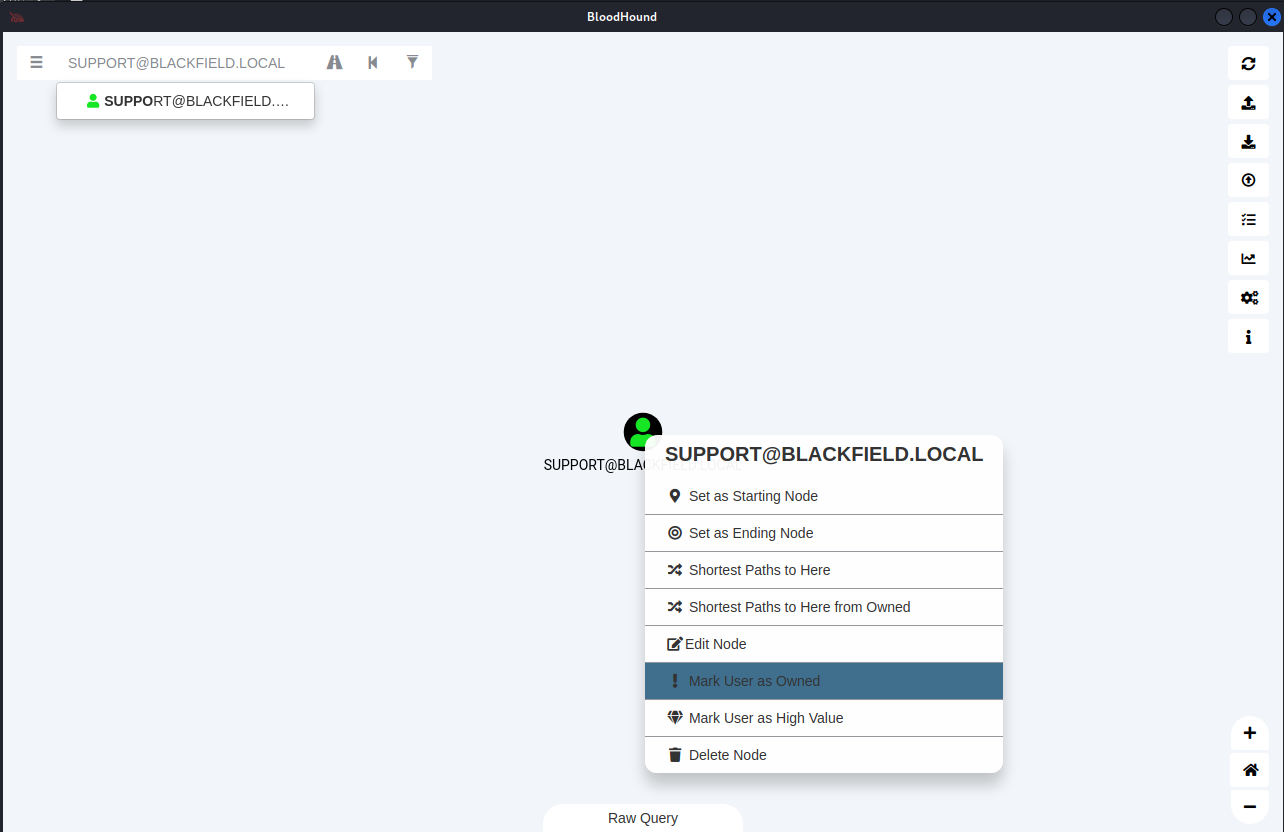 BloodHound
SUPPORT@BLACKFIELD.LOCAL
SUPPORT@BLACKFIELD.…
SUPPORT@BLACKFIELD.LOCAL
SUPPORT@BLACKFIELD.LOCAL
Set as Starting Node
Set as Ending Node
Shortest Paths to Here
Shortest Paths to Here from Owned
Edit Node
Mark User as Owned
Mark User as High Value
Delete Node
Raw Query